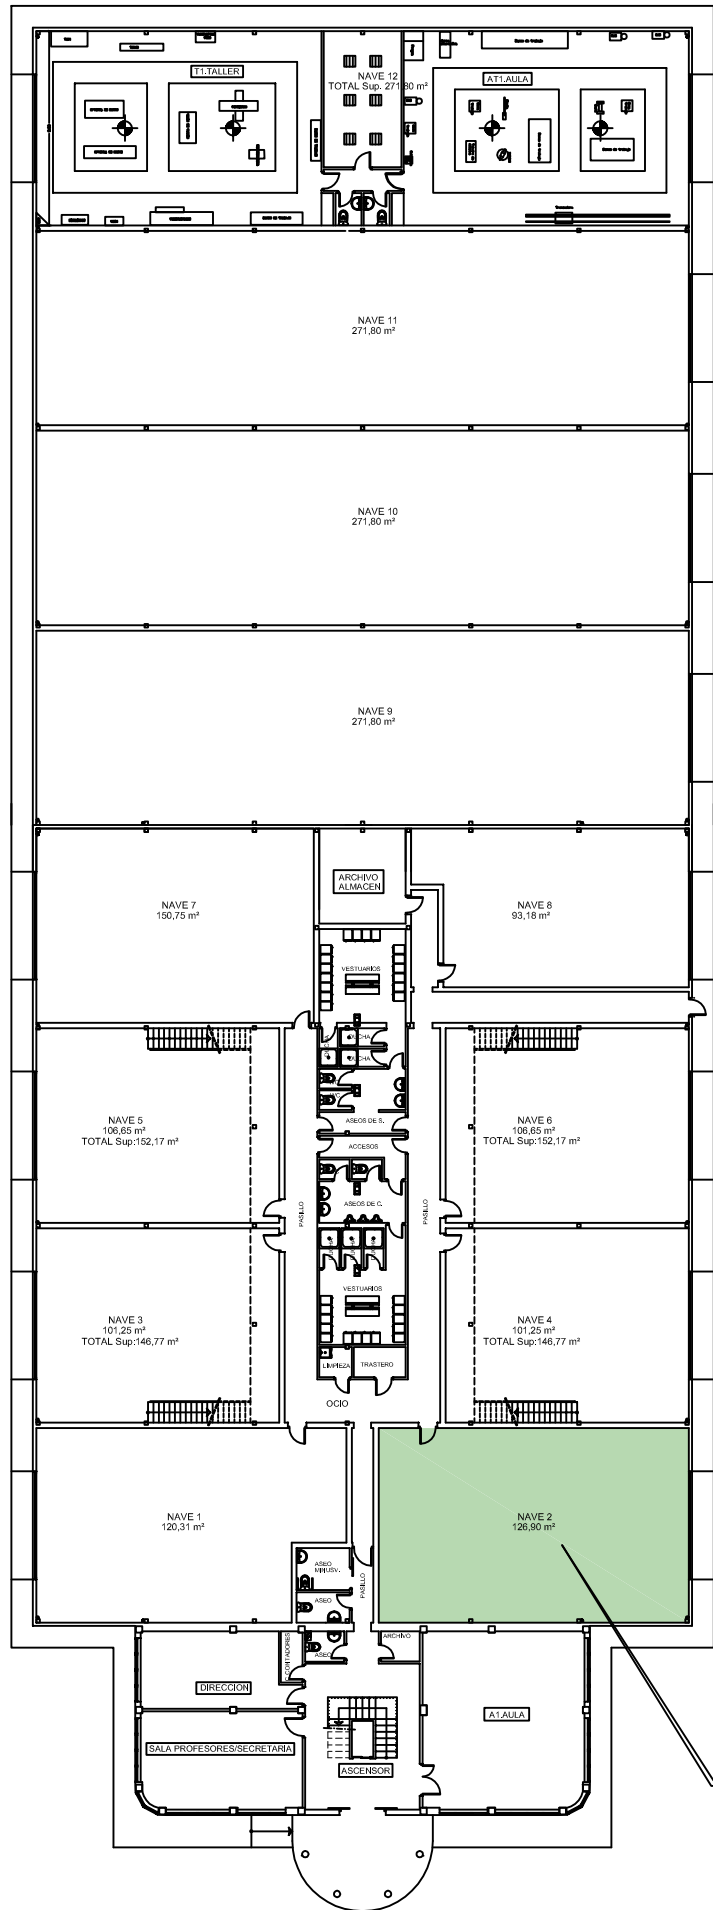 T1.TALLER
NAVE 12
TOTAL Sup. 271,80 m²
AT1.AULA
NAVE 11
271,80 m²
NAVE 10
271,80 m²
NAVE 9
271,80 m²
ARCHIVO
ALMACEN
NAVE 7
150,75 m²
NAVE 8
93,18 m²
VESTUARIOS
DUCHA
DUCHA
WC
ASEOS DE S.
NAVE 5
106,65 m²
TOTAL Sup:152,17 m²
NAVE 6
106,65 m²
TOTAL Sup:152,17 m²
ACCESOS
ASEOS DE C.
PASILLO
PASILLO
VESTUARIOS
NAVE 3
101,25 m²
TOTAL Sup:146,77 m²
NAVE 4
101,25 m²
TOTAL Sup:146,77 m²
LIMPIEZA
TRASTERO
OCIO
NAVE 1
120,31 m²
NAVE 2
126,90 m²
ASEO
MINUSV.
PASILLO
ASEO
ASEO
ARCHIVO
C.CONTADORES
DIRECCION
A1.AULA
SALA PROFESORES/SECRETARIA
ASCENSOR